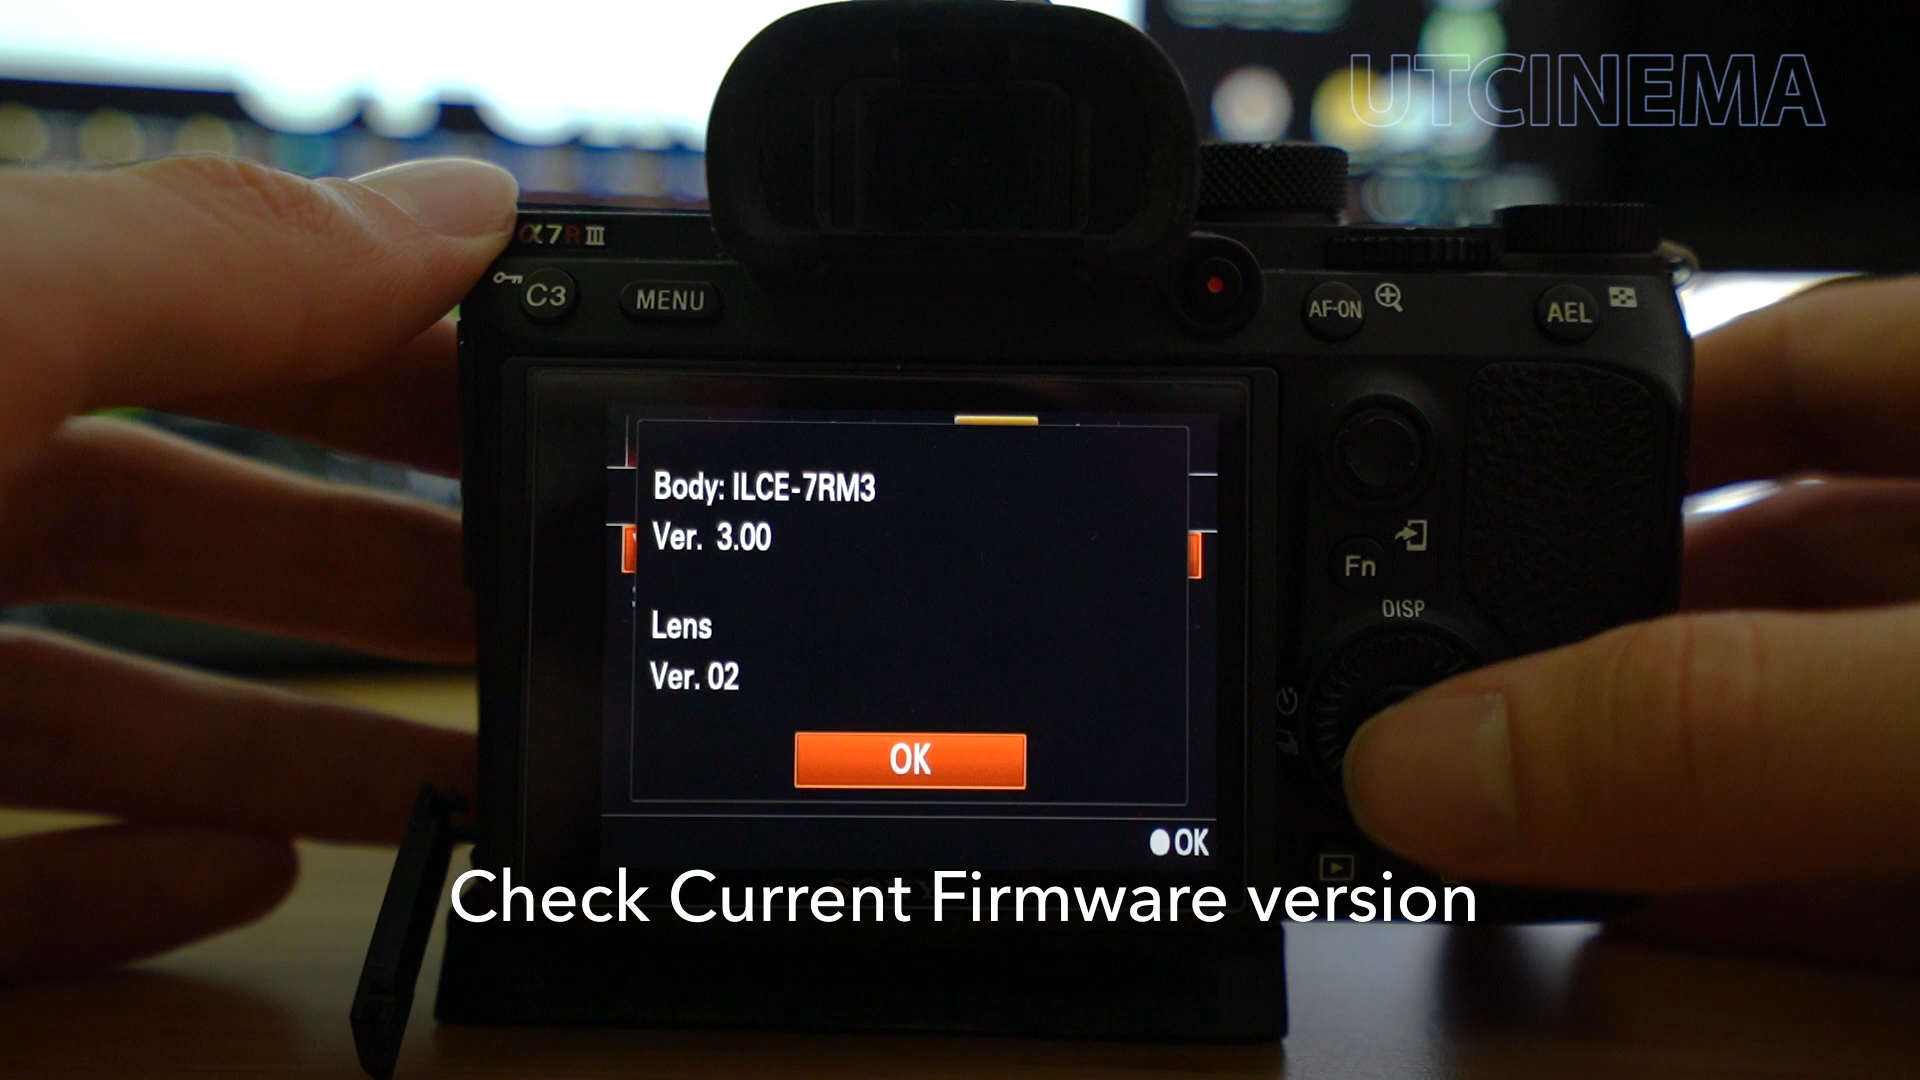 UTCINEMA
α7RIII
C3
MENU
AF-ON
AEL
Body: ILCE-7RM3
Ver. 3.00
Fn
DISP
Lens
Ver. 02
OK
OK
Check Current Firmware version